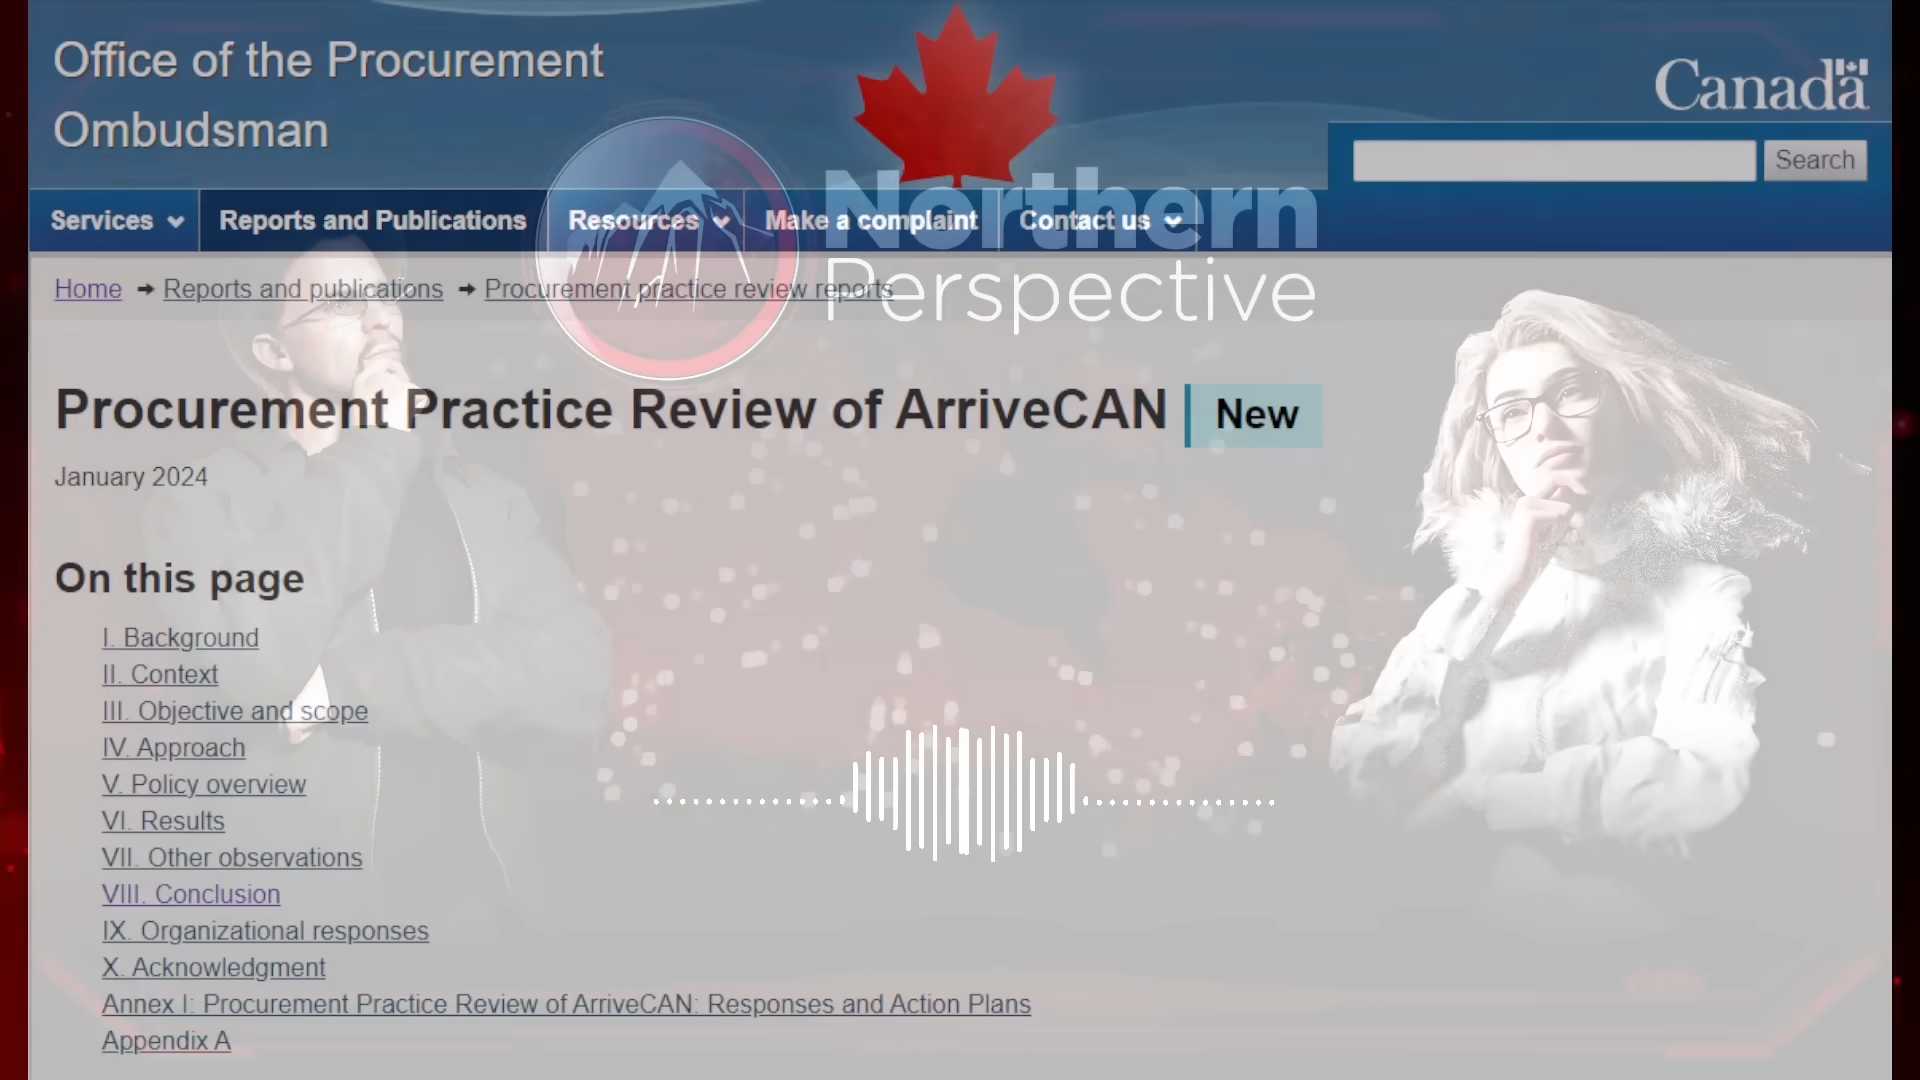 Office of the Procurement
Ombudsman
Canada
Search
Services
Reports and Publications
Resources
Make a complaint
Contact us
Northern
Perspective
Home → Reports and publications → Procurement practice review reports
Procurement Practice Review of ArriveCAN
New
January 2024
On this page
I. Background
II. Context
III. Objective and scope
IV. Approach
V. Policy overview
VI. Results
VII. Other observations
VIII. Conclusion
IX. Organizational responses
X. Acknowledgment
Annex I: Procurement Practice Review of ArriveCAN: Responses and Action Plans
Appendix A